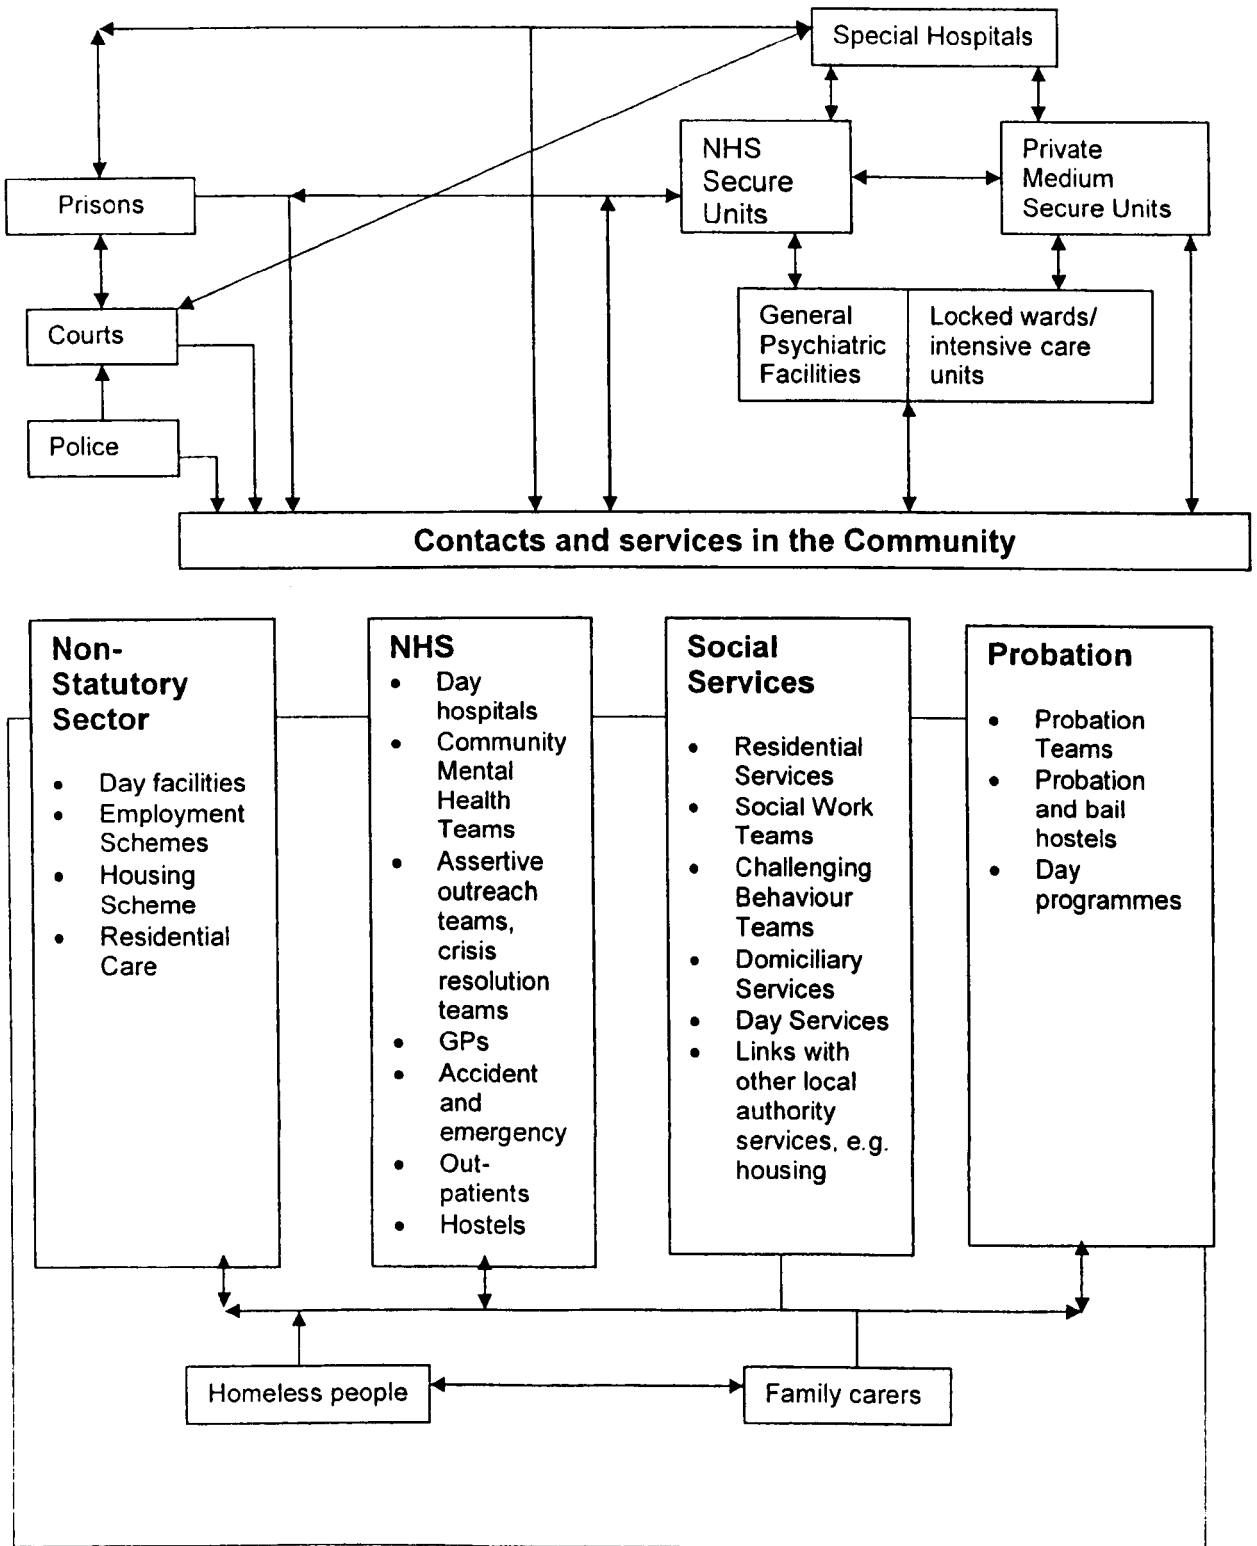 Special Hospitals
NHS
Secure
Units
Private
Medium
Secure Units
Prisons
Courts
Police
General
Psychiatric
Facilities
Locked wards/
intensive care
units
Contacts and services in the Community
Non-
Statutory
Sector
• Day facilities
• Employment
Schemes
• Housing
Scheme
• Residential
Care
NHS
• Day
hospitals
• Community
Mental
Health
Teams
• Assertive
outreach
teams,
crisis
resolution
teams
• GPs
• Accident
and
emergency
• Out-
patients
• Hostels
Social
Services
• Residential
Services
• Social Work
Teams
• Challenging
Behaviour
Teams
• Domiciliary
Services
• Day Services
• Links with
other local
authority
services, e.g.
housing
Probation
• Probation
Teams
• Probation
and bail
hostels
• Day
programmes
Homeless people
Family carers